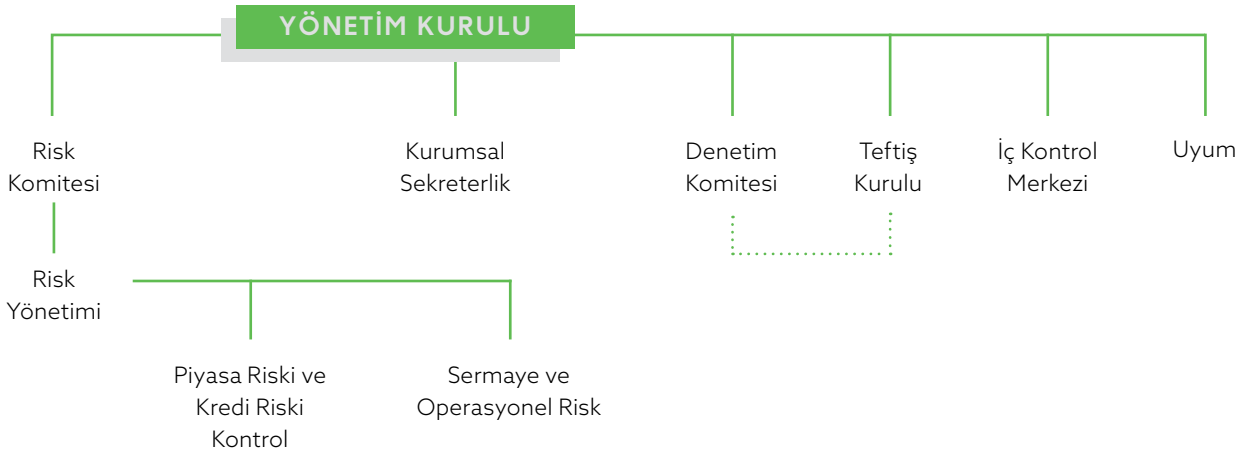 YÖNETİM KURULU
Risk
Komitesi
Kurumsal
Sekreterlik
Denetim
Komitesi
Teftiş
Kurulu
İç Kontrol
Merkezi
Uyum
Risk
Yönetimi
Piyasa Riski ve
Kredi Riski
Kontrol
Sermaye ve
Operasyonel Risk